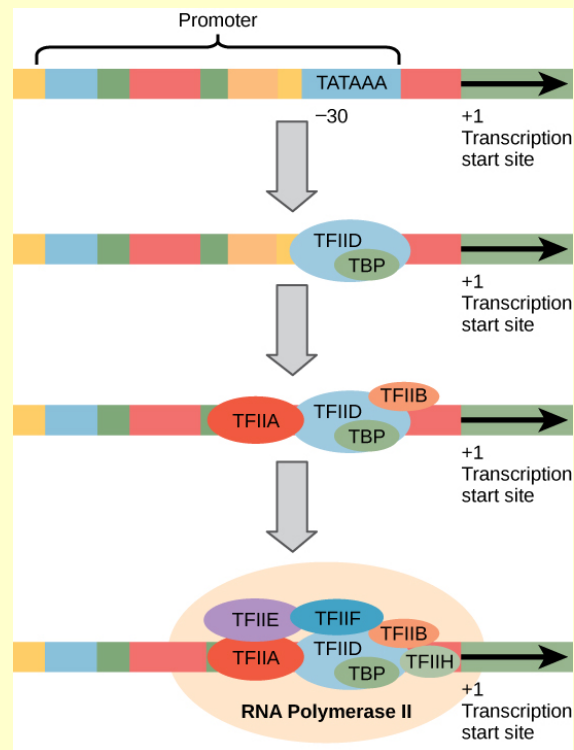 Promoter
TATAAA
−30
+1
Transcription
start site
TFIID
TBP
+1
Transcription
start site
TFIIA
TFIID
TFIIB
TBP
+1
Transcription
start site
TFIIE
TFIIF
TFIIB
TFIIA
TFIID
TFIIH
TBP
RNA Polymerase II
+1
Transcription
start site